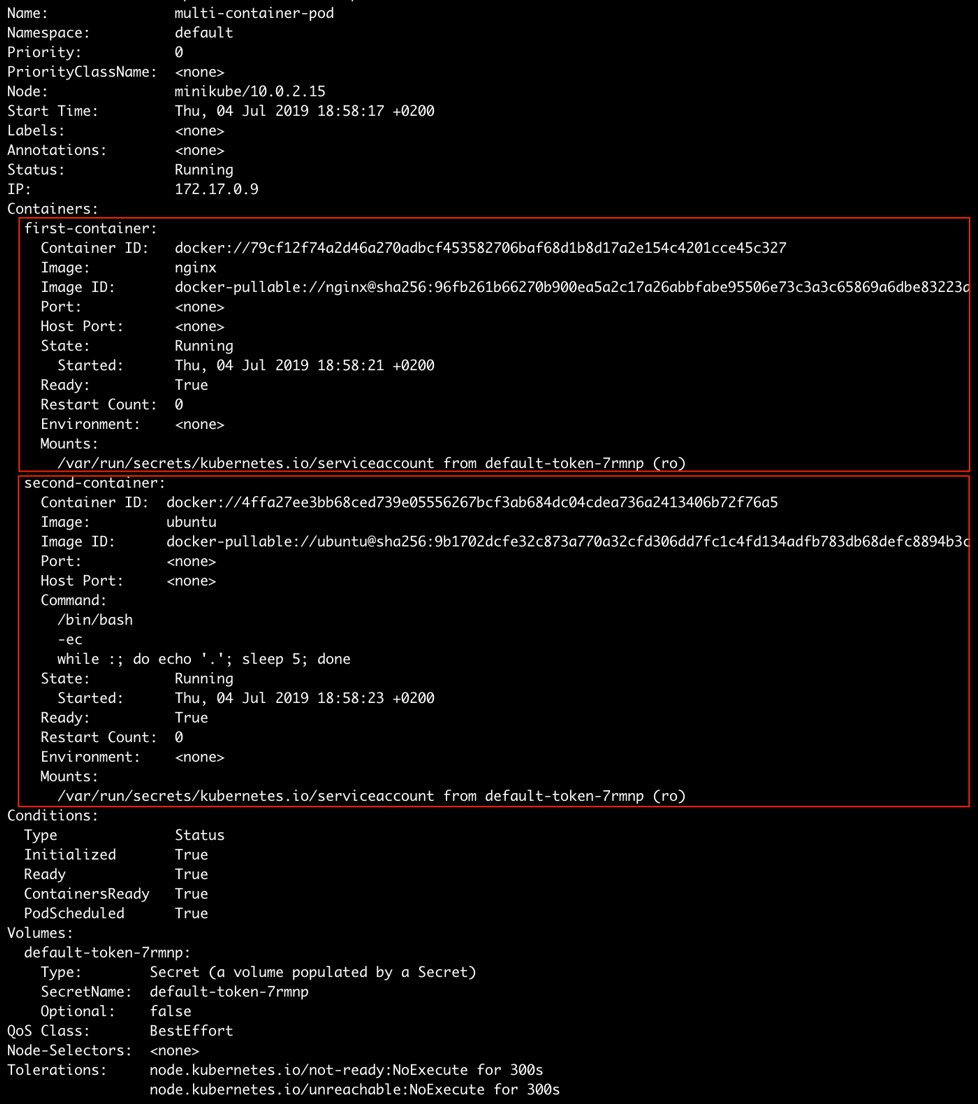 Name:               multi-container-pod
Namespace:          default
Priority:           0
PriorityClassName:  <none>
Node:               minikube/10.0.2.15
Start Time:         Thu, 04 Jul 2019 18:58:17 +0200
Labels:             <none>
Annotations:        <none>
Status:             Running
IP:                 172.17.0.9
Containers:
  first-container:
    Container ID:   docker://79cf12f74a2d46a270adbcf453582706baf68d1b8d17a2e154c4201cce45c327
    Image:          nginx
    Image ID:       docker-pullable://nginx@sha256:96fb261b66270b900ea5a2c17a26abbfabe95506e73c3a3c65869a6dbe83223a
    Port:           <none>
    Host Port:      <none>
    State:          Running
      Started:      Thu, 04 Jul 2019 18:58:21 +0200
    Ready:          True
    Restart Count:  0
    Environment:    <none>
    Mounts:
      /var/run/secrets/kubernetes.io/serviceaccount from default-token-7rmnp (ro)
  second-container:
    Container ID:  docker://4ffa27ee3bb68ced739e05556267bcf3ab684dc04cdea736a2413406b72f76a5
    Image:         ubuntu
    Image ID:      docker-pullable://ubuntu@sha256:9b1702dcfe32c873a770a32cfd306dd7fc1c4fd134adfb783db68defc8894b3c
    Port:          <none>
    Host Port:     <none>
    Command:
      /bin/bash
      -ec
      while :; do echo '.'; sleep 5; done
    State:          Running
      Started:      Thu, 04 Jul 2019 18:58:23 +0200
    Ready:          True
    Restart Count:  0
    Environment:    <none>
    Mounts:
      /var/run/secrets/kubernetes.io/serviceaccount from default-token-7rmnp (ro)
Conditions:
  Type              Status
  Initialized       True
  Ready             True
  ContainersReady   True
  PodScheduled      True
Volumes:
  default-token-7rmnp:
    Type:        Secret (a volume populated by a Secret)
    SecretName:  default-token-7rmnp
    Optional:    false
QoS Class:       BestEffort
Node-Selectors:  <none>
Tolerations:     node.kubernetes.io/not-ready:NoExecute for 300s
                 node.kubernetes.io/unreachable:NoExecute for 300s